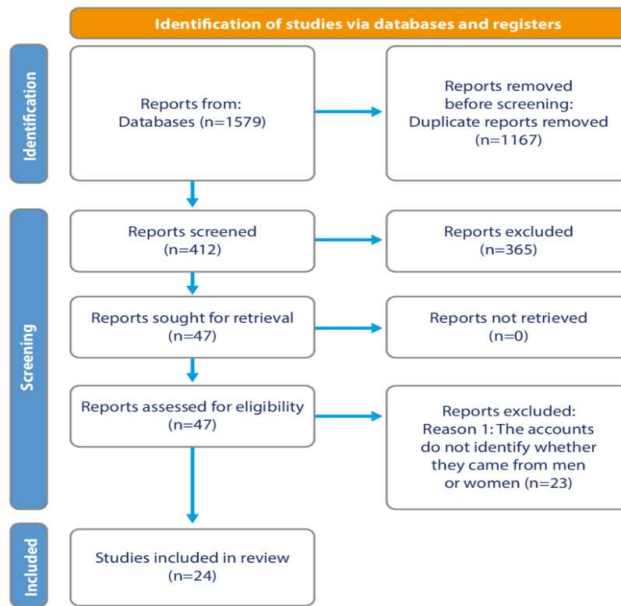 Identification of studies via databases and registers
Identification
Reports from:
Databases (n=1579)
Reports removed
before screening:
Duplicate reports removed
(n=1167)
Screening
Reports screened
(n=412)
Reports excluded
(n=365)
Reports sought for retrieval
(n=47)
Reports not retrieved
(n=0)
Reports assessed for eligibility
(n=47)
Reports excluded:
Reason 1: The accounts
do not identify whether
they came from men
or women (n=23)
Included
Studies included in review
(n=24)